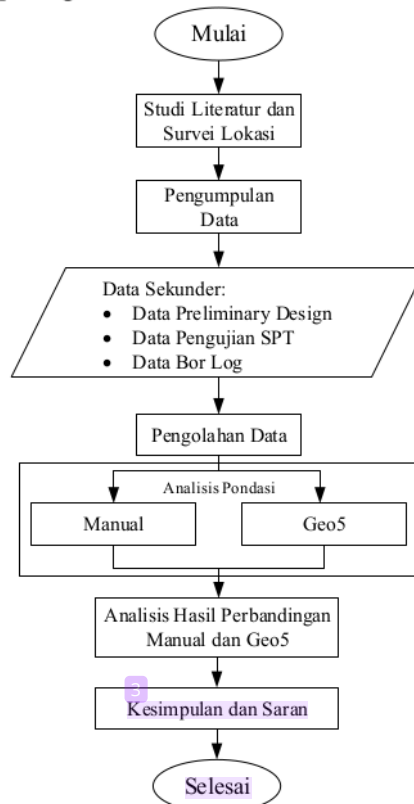 Mulai
Studi Literatur dan
Survei Lokasi
Pengumpulan
Data
Data Sekunder:
• Data Preliminary Design
• Data Pengujian SPT
• Data Bor Log
Pengolahan Data
Analisis Pondasi
Manual
Geo5
Analisis Hasil Perbandingan
Manual dan Geo5
3
Kesimpulan dan Saran
Selesai